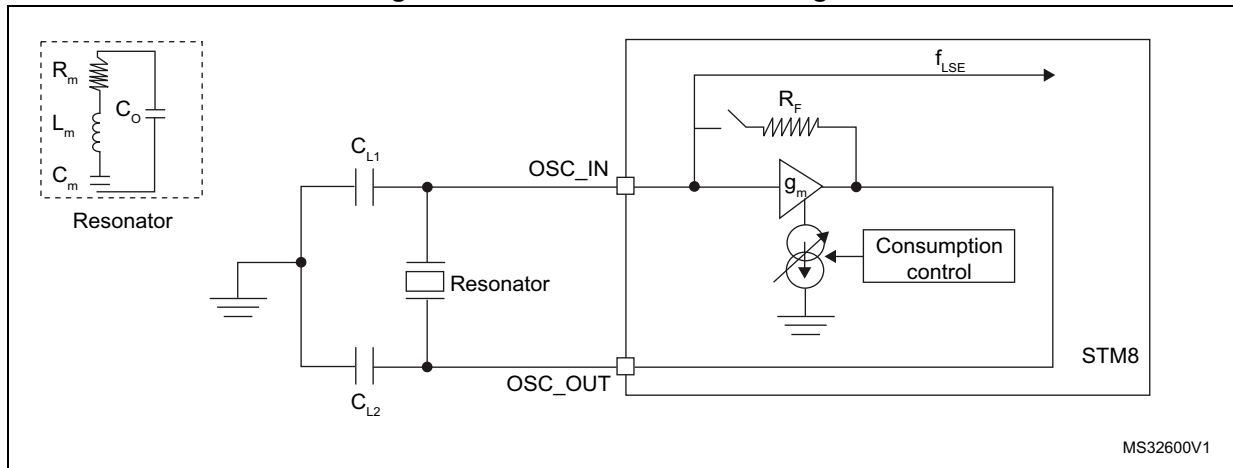 R_m
C_O
L_m
C_m
Resonator
C_L1
OSC_IN
f_LSE
R_F
g_m
Consumption
control
Resonator
STM8
OSC_OUT
C_L2
MS32600V1